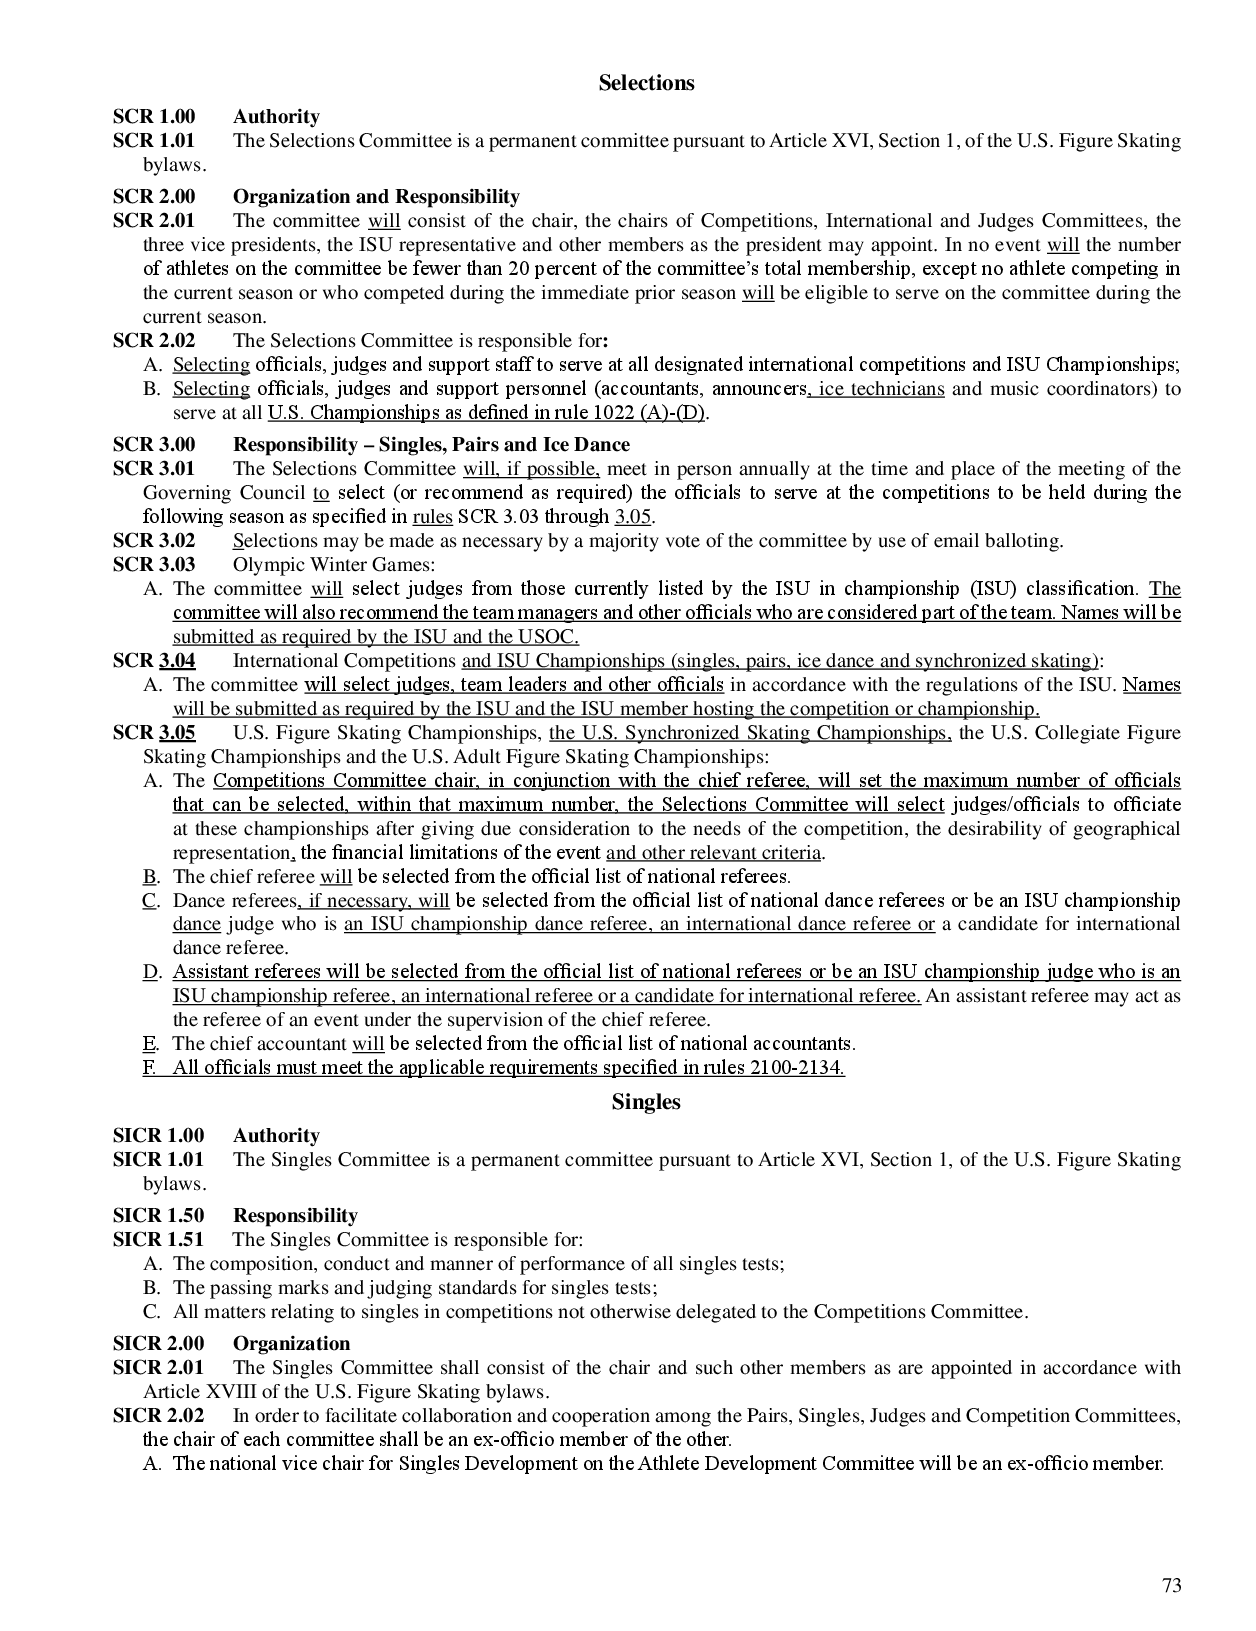 Selections
SCR 1.00 Authority
SCR 1.01 The Selections Committee is a permanent committee pursuant to Article XVI, Section 1, of the U.S. Figure Skating
bylaws.
SCR 2.00 Organization and Responsibility
SCR 2.01 The committee will consist of the chair, the chairs of Competitions, International and Judges Committees, the
three vice presidents, the ISU representative and other members as the president may appoint. In no event will the number
of athletes on the committee be fewer than 20 percent of the committee's total membership, except no athlete competing in
the current season or who competed during the immediate prior season will be eligible to serve on the committee during the
current season.
SCR 2.02 The Selections Committee is responsible for:
A. Selecting officials, judges and support staff to serve at all designated international competitions and ISU Championships;
B. Selecting officials, judges and support personnel (accountants, announcers, ice technicians and music coordinators) to
serve at all U.S. Championships as defined in rule 1022 (A)-(D).
SCR 3.00 Responsibility – Singles, Pairs and Ice Dance
SCR 3.01 The Selections Committee will, if possible, meet in person annually at the time and place of the meeting of the
Governing Council to select (or recommend as required) the officials to serve at the competitions to be held during the
following season as specified in rules SCR 3.03 through 3.05.
SCR 3.02 Selections may be made as necessary by a majority vote of the committee by use of email balloting.
SCR 3.03 Olympic Winter Games:
A. The committee will select judges from those currently listed by the ISU in championship (ISU) classification. The
committee will also recommend the team managers and other officials who are considered part of the team. Names will be
submitted as required by the ISU and the USOC.
SCR 3.04 International Competitions and ISU Championships (singles, pairs, ice dance and synchronized skating):
A. The committee will select judges, team leaders and other officials in accordance with the regulations of the ISU. Names
will be submitted as required by the ISU and the ISU member hosting the competition or championship.
SCR 3.05 U.S. Figure Skating Championships, the U.S. Synchronized Skating Championships, the U.S. Collegiate Figure
Skating Championships and the U.S. Adult Figure Skating Championships:
A. The Competitions Committee chair, in conjunction with the chief referee, will set the maximum number of officials
that can be selected, within that maximum number, the Selections Committee will select judges/officials to officiate
at these championships after giving due consideration to the needs of the competition, the desirability of geographical
representation, the financial limitations of the event and other relevant criteria.
B. The chief referee will be selected from the official list of national referees.
C. Dance referees, if necessary, will be selected from the official list of national dance referees or be an ISU championship
dance judge who is an ISU championship dance referee, an international dance referee or a candidate for international
dance referee.
D. Assistant referees will be selected from the official list of national referees or be an ISU championship judge who is an
ISU championship referee, an international referee or a candidate for international referee. An assistant referee may act as
the referee of an event under the supervision of the chief referee.
E. The chief accountant will be selected from the official list of national accountants.
F. All officials must meet the applicable requirements specified in rules 2100-2134.
Singles
SICR 1.00 Authority
SICR 1.01 The Singles Committee is a permanent committee pursuant to Article XVI, Section 1, of the U.S. Figure Skating
bylaws.
SICR 1.50 Responsibility
SICR 1.51 The Singles Committee is responsible for:
A. The composition, conduct and manner of performance of all singles tests;
B. The passing marks and judging standards for singles tests;
C. All matters relating to singles in competitions not otherwise delegated to the Competitions Committee.
SICR 2.00 Organization
SICR 2.01 The Singles Committee shall consist of the chair and such other members as are appointed in accordance with
Article XVIII of the U.S. Figure Skating bylaws.
SICR 2.02 In order to facilitate collaboration and cooperation among the Pairs, Singles, Judges and Competition Committees,
the chair of each committee shall be an ex-officio member of the other.
A. The national vice chair for Singles Development on the Athlete Development Committee will be an ex-officio member.
73